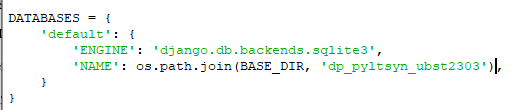 DATABASES = {
    'default': {
        'ENGINE': 'django.db.backends.sqlite3',
        'NAME': os.path.join(BASE_DIR, 'dp_pyltsyn_ubst2303'),
    }
}